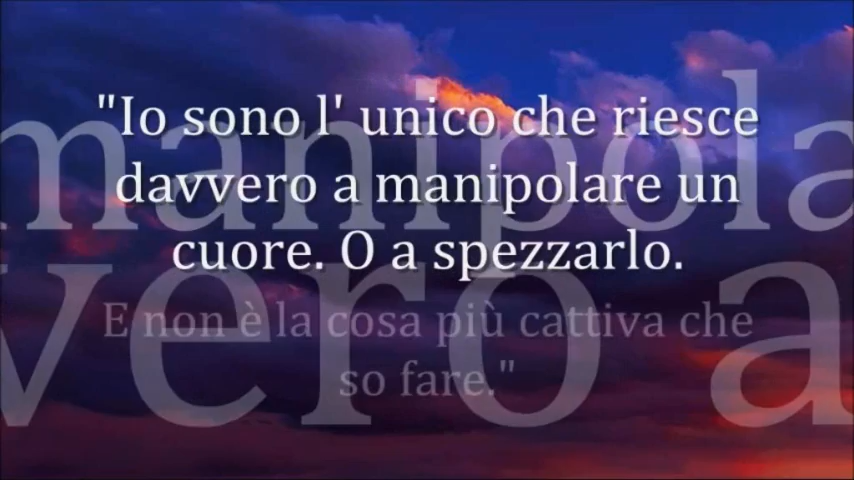 "Io sono l' unico che riesce
davvero a manipolare un
cuore. O a spezzarlo.
E non è la cosa più cattiva che
so fare."
manipola
vero a